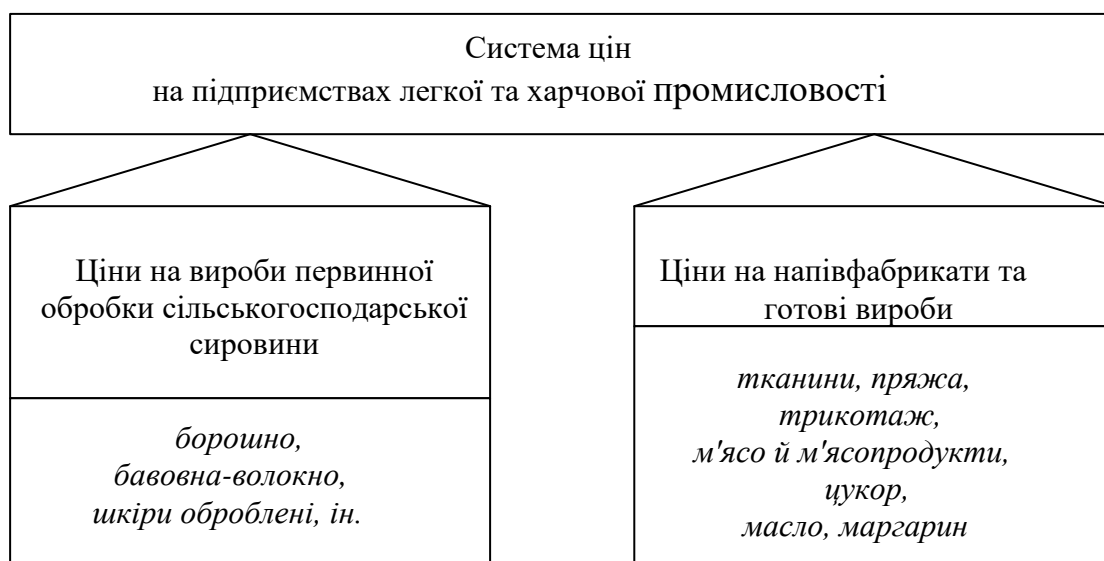 Система цін
на підприємствах легкої та харчової промисловості
Ціни на вироби первинної
обробки сільськогосподарської
сировини
борошно,
бавовна-волокно,
шкіри оброблені, ін.
Ціни на напівфабрикати та
готові вироби
тканини, пряжа,
трикотаж,
м'ясо й м'ясопродукти,
цукор,
масло, маргарин